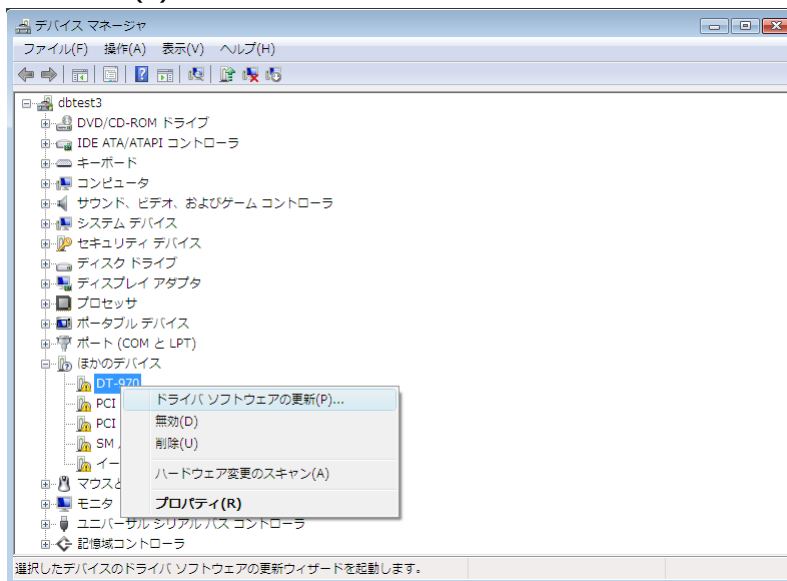 デバイス マネージャ
ファイル(F) 操作(A) 表示(V) ヘルプ(H)
dbtest3
DVD/CD-ROM ドライブ
IDE ATA/ATAPI コントローラ
キーボード
コンピュータ
サウンド、ビデオ、およびゲーム コントローラ
システム デバイス
セキュリティ デバイス
ディスク ドライブ
ディスプレイ アダプタ
プロセッサ
ポータブル デバイス
ポート (COM と LPT)
ほかのデバイス
DT-970
ドライバ ソフトウェアの更新(P)...
PCI
無効(D)
PCI
削除(U)
SM
イー
ハードウェア変更のスキャン(A)
マウスと
プロパティ(R)
モニタ
ユニバーサル シリアル バス コントローラ
記憶域コントローラ
選択したデバイスのドライバ ソフトウェアの更新ウィザードを起動します。